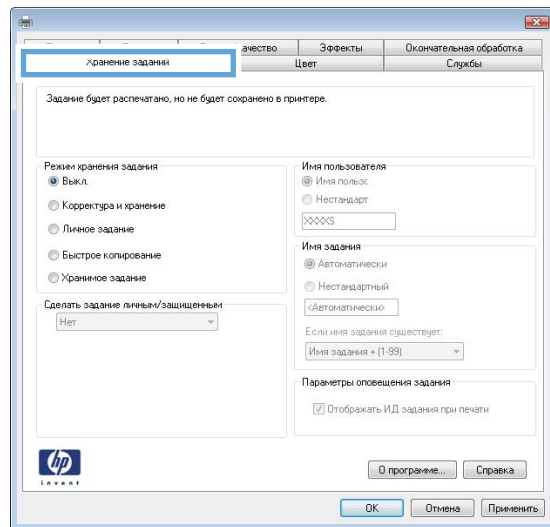 ачество Эффекты Окончательная обработка
Хранение заданий Цвет Службы
Задание будет распечатано, но не будет сохранено в принтере.
Режим хранения задания
Выкл.
Корректура и хранение
Личное задание
Быстрое копирование
Хранимое задание
Сделать задание личным/защищенным
Нет
Имя пользователя
Имя пользо
Нестандарт
XXXXS
Имя задания
Автоматически
Нестандартный
<Автоматически>
Если имя задания существует:
Имя задания + (1-99)
Параметры оповещения задания
Отображать ИД задания при печати
hp
invent
О программе... Справка
OK Отмена Применить